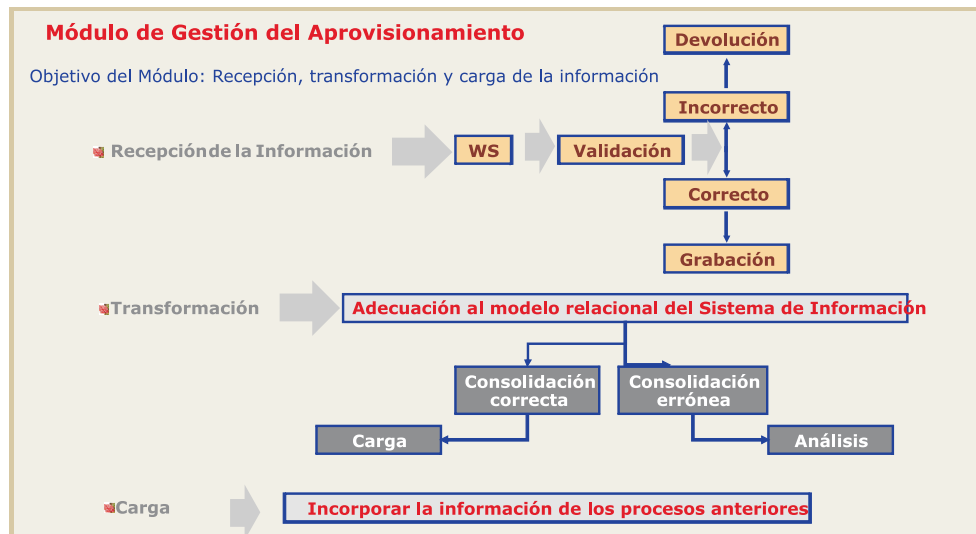 Módulo de Gestión del Aprovisionamiento
Devolución
Objetivo del Módulo: Recepción, transformación y carga de la información
Incorrecto
Recepción de la Información
WS
Validación
Correcto
Grabación
Transformación
Adecuación al modelo relacional del Sistema de Información
Consolidación
correcta
Consolidación
errónea
Carga
Análisis
Carga
Incorporar la información de los procesos anteriores